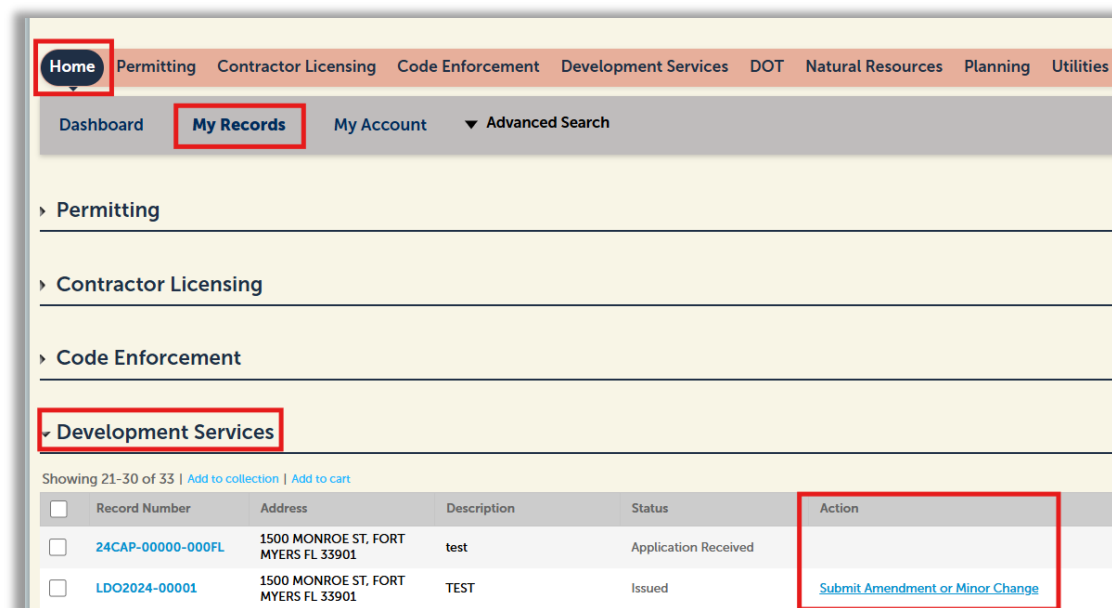 Home Permitting Contractor Licensing Code Enforcement Development Services DOT Natural Resources Planning Utilities
Dashboard My Records My Account Advanced Search
Permitting
Contractor Licensing
Code Enforcement
Development Services
Showing 21-30 of 33 | Add to collection | Add to cart
Record Number Address Description Status Action
24CAP-00000-000FL 1500 MONROE ST, FORT MYERS FL 33901 test Application Received
LDO2024-00001 1500 MONROE ST, FORT MYERS FL 33901 TEST Issued Submit Amendment or Minor Change